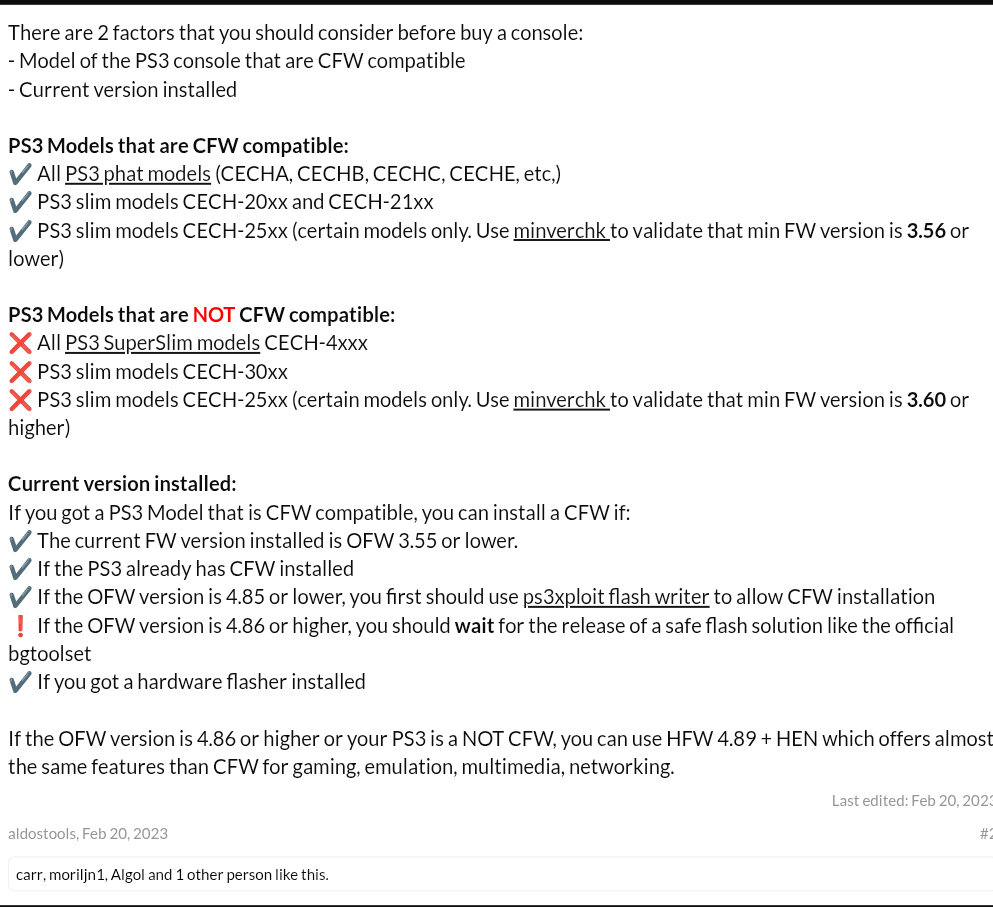 There are 2 factors that you should consider before buy a console:
- Model of the PS3 console that are CFW compatible
- Current version installed
PS3 Models that are CFW compatible:
✔ All PS3 phat models (CECHA, CECHB, CECHC, CECHE, etc,)
✔ PS3 slim models CECH-20xx and CECH-21xx
✔ PS3 slim models CECH-25xx (certain models only. Use minverchk to validate that min FW version is 3.56 or
lower)
PS3 Models that are NOT CFW compatible:
❌ All PS3 SuperSlim models CECH-4xxx
❌ PS3 slim models CECH-30xx
❌ PS3 slim models CECH-25xx (certain models only. Use minverchk to validate that min FW version is 3.60 or
higher)
Current version installed:
If you got a PS3 Model that is CFW compatible, you can install a CFW if:
✔ The current FW version installed is OFW 3.55 or lower.
✔ If the PS3 already has CFW installed
✔ If the OFW version is 4.85 or lower, you first should use ps3xploit flash writer to allow CFW installation
❗ If the OFW version is 4.86 or higher, you should wait for the release of a safe flash solution like the official
bgtoolset
✔ If you got a hardware flasher installed
If the OFW version is 4.86 or higher or your PS3 is a NOT CFW, you can use HFW 4.89 + HEN which offers almost
the same features than CFW for gaming, emulation, multimedia, networking.
Last edited: Feb 20, 2023
aldostools, Feb 20, 2023
#2
carr, moriljn1, Algol and 1 other person like this.